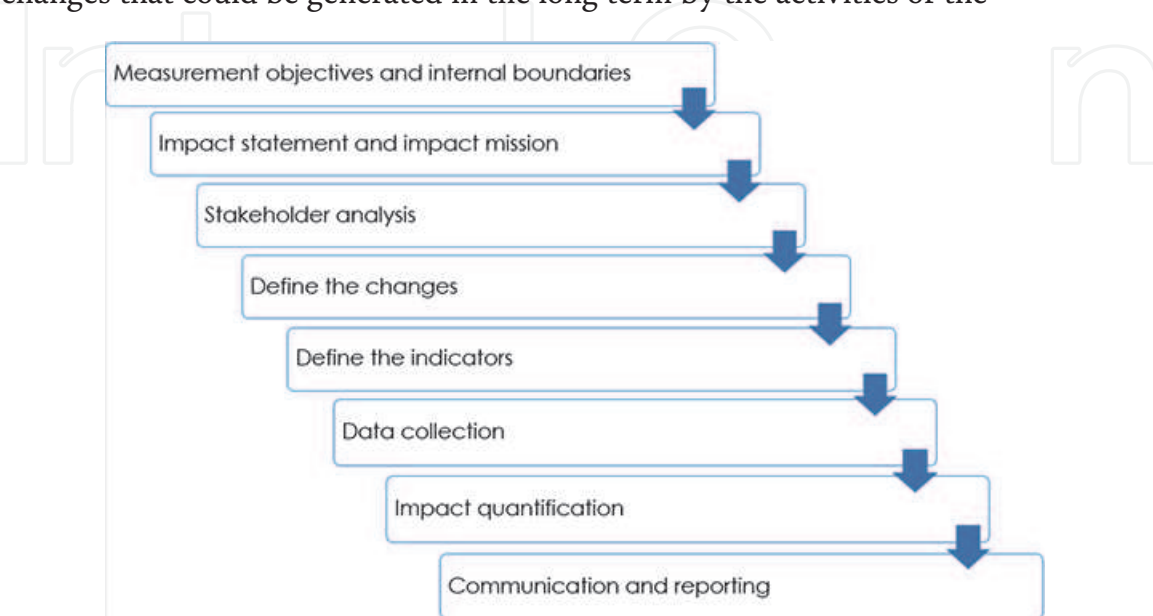 changes that could be generated in the long term by the activities of the
Measurement objectives and internal boundaries
Impact statement and impact mission
Stakeholder analysis
Define the changes
Define the indicators
Data collection
Impact quantification
Communication and reporting